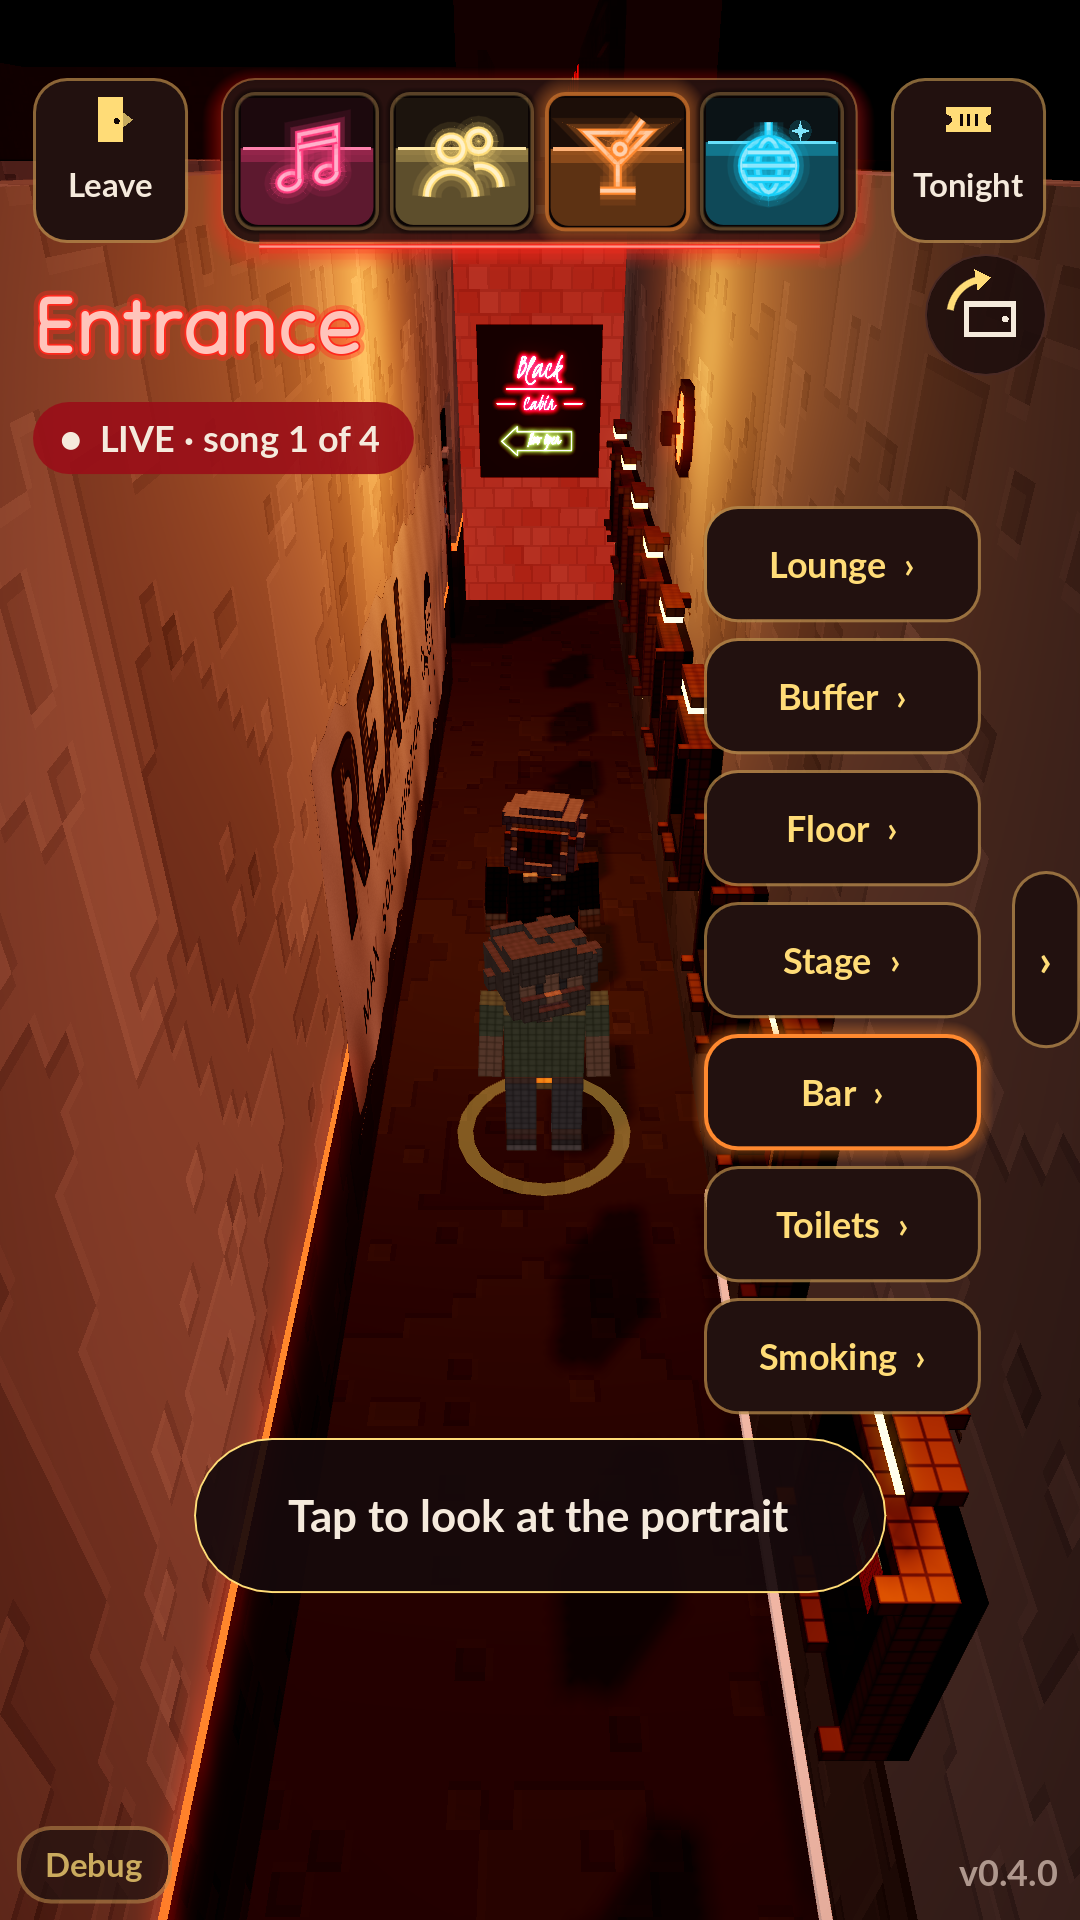 Leave
Tonight
Entrance
LIVE · song 1 of 4
Black
Cabin
REAL
Lounge ›
Buffer ›
Floor ›
Stage ›
Bar ›
Toilets ›
Smoking ›
›
Tap to look at the portrait
Debug
v0.4.0